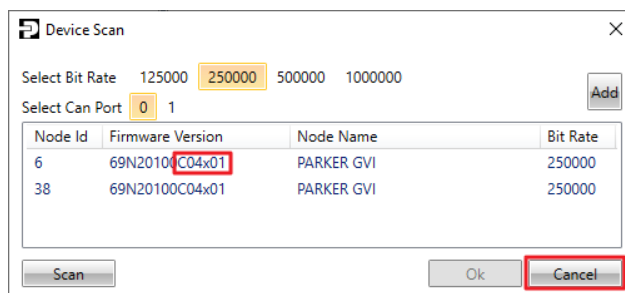 Device Scan
Select Bit Rate 125000 250000 500000 1000000
Add
Select Can Port 0 1
Node Id Firmware Version Node Name Bit Rate
6 69N20100C04x01 PARKER GVI 250000
38 69N20100C04x01 PARKER GVI 250000
Scan Ok Cancel